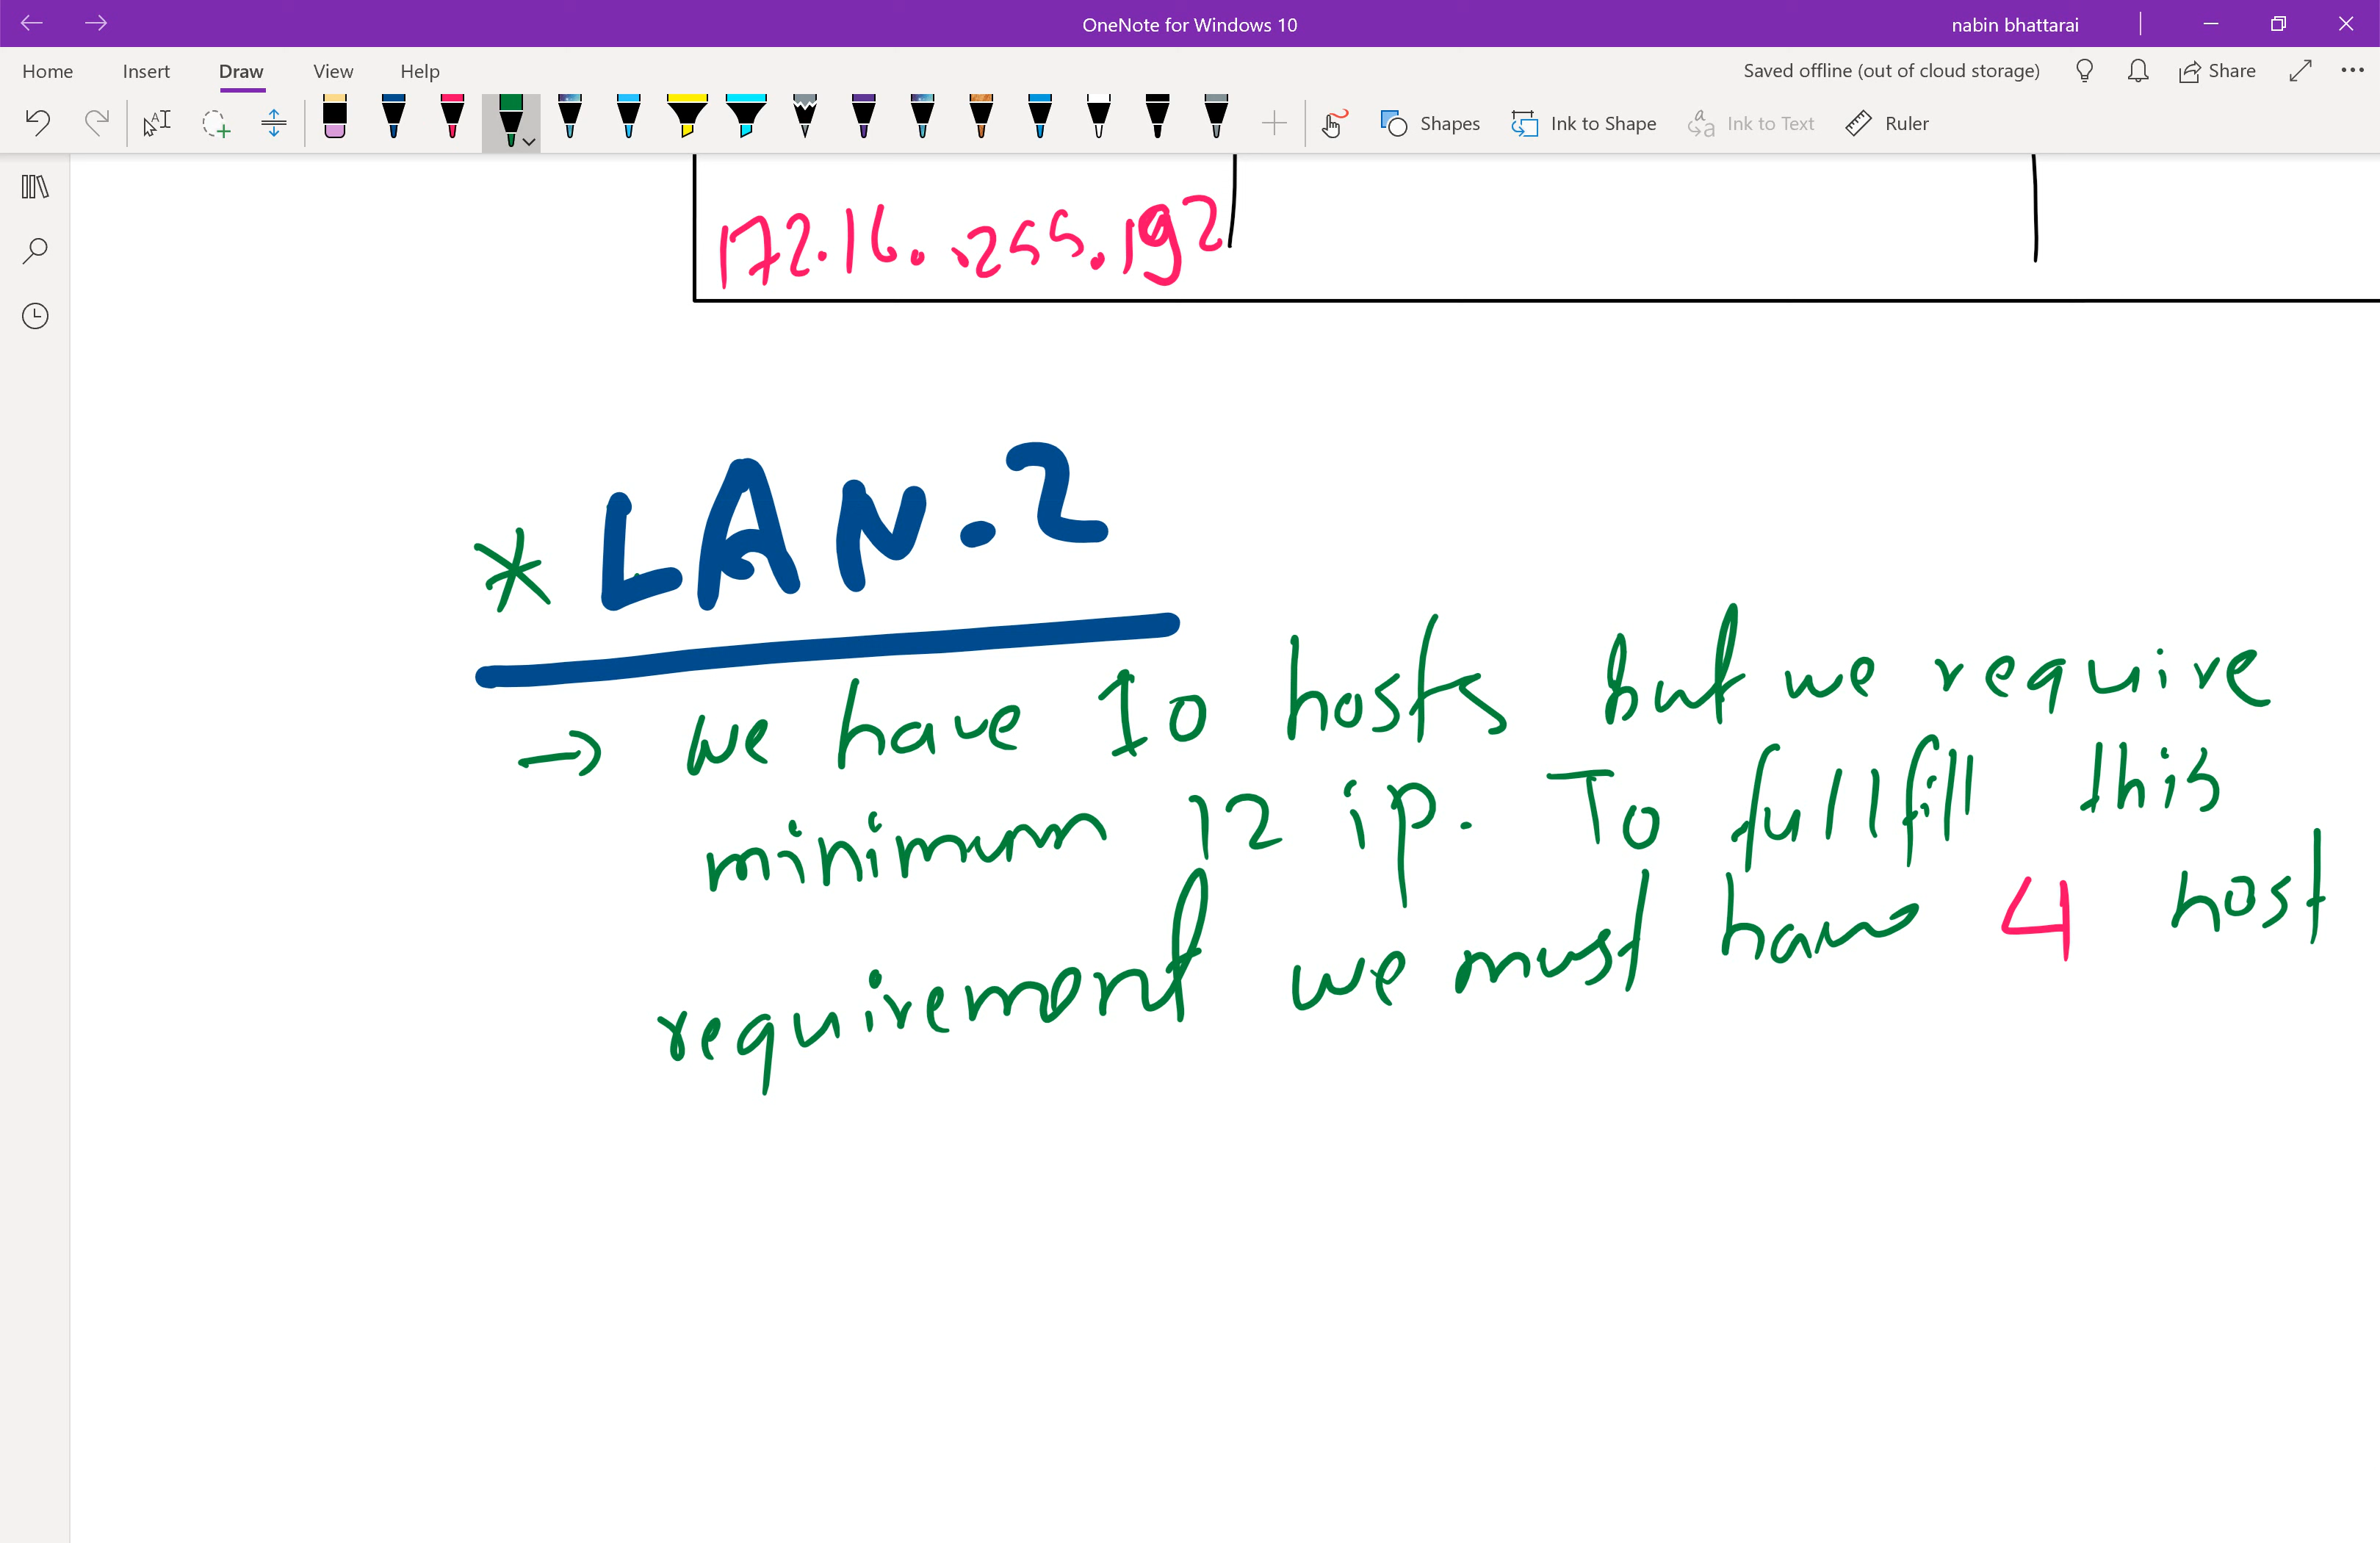 OneNote for Windows 10
nabin bhattarai
Home Insert Draw View Help
Saved offline (out of cloud storage)
Share
Shapes Ink to Shape Ink to Text Ruler
172.16..255.192
* LAN.2
→ we have 10 hosts but we require
minimum 12 ip. To fullfill this
requirement we must have 4 host